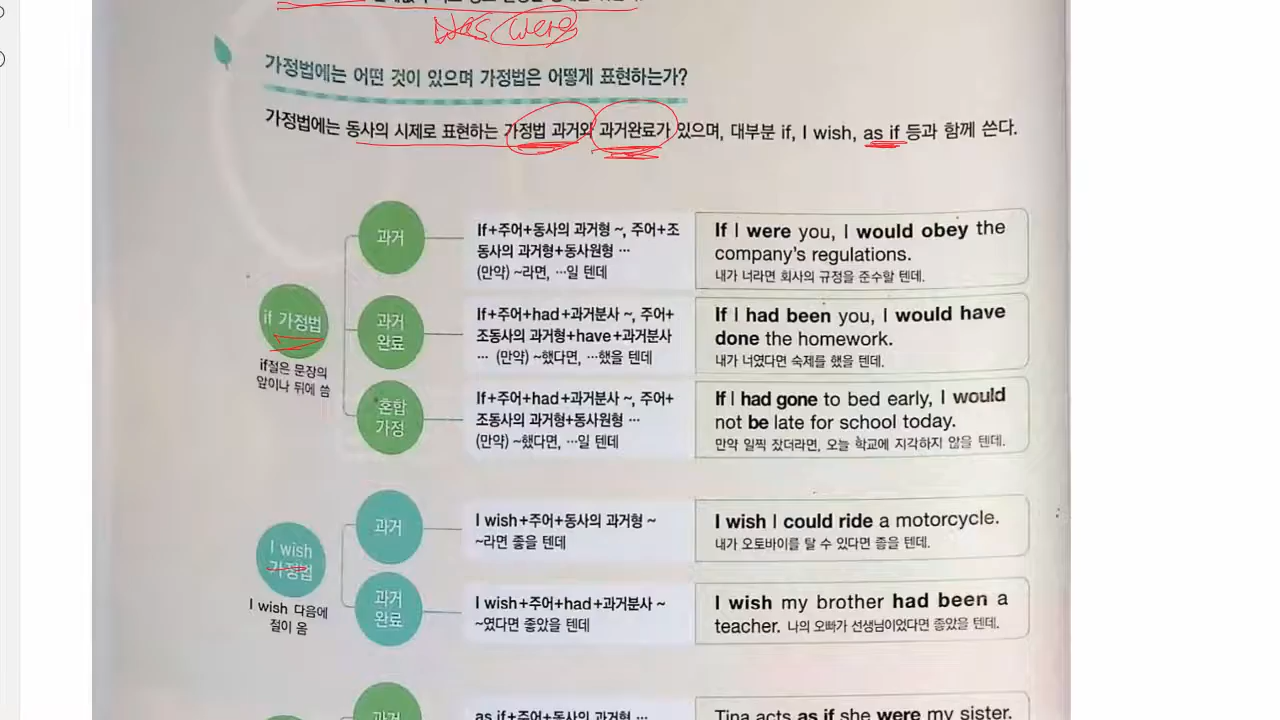 was were
가정법에는 어떤 것이 있으며 가정법은 어떻게 표현하는가?
가정법에는 동사의 시제로 표현하는 가정법 과거와 과거완료가 있으며, 대부분 if, I wish, as if 등과 함께 쓴다.
if 가정법
if절은 문장의
앞이나 뒤에 씀
과거
If+주어+동사의 과거형 ~, 주어+조
동사의 과거형+동사원형 ···
(만약) ~라면, ···일 텐데
If I were you, I would obey the
company's regulations.
내가 너라면 회사의 규정을 준수할 텐데.
과거
완료
If+주어+had+과거분사 ~, 주어+
조동사의 과거형+have+과거분사
··· (만약) ~했다면, ···했을 텐데
If I had been you, I would have
done the homework.
내가 너였다면 숙제를 했을 텐데.
혼합
가정
If+주어+had+과거분사 ~, 주어+
조동사의 과거형+동사원형 ···
(만약) ~했다면, ···일 텐데
If I had gone to bed early, I would
not be late for school today.
만약 일찍 잤더라면, 오늘 학교에 지각하지 않을 텐데.
I wish
가정법
I wish 다음에
절이 옴
과거
I wish+주어+동사의 과거형 ~
~라면 좋을 텐데
I wish I could ride a motorcycle.
내가 오토바이를 탈 수 있다면 좋을 텐데.
과거
완료
I wish+주어+had+과거분사 ~
~였다면 좋았을 텐데
I wish my brother had been a
teacher. 나의 오빠가 선생님이었다면 좋았을 텐데.
과거
as if+주어+동사의 과거형 ···
Tina acts as if she were my sister.